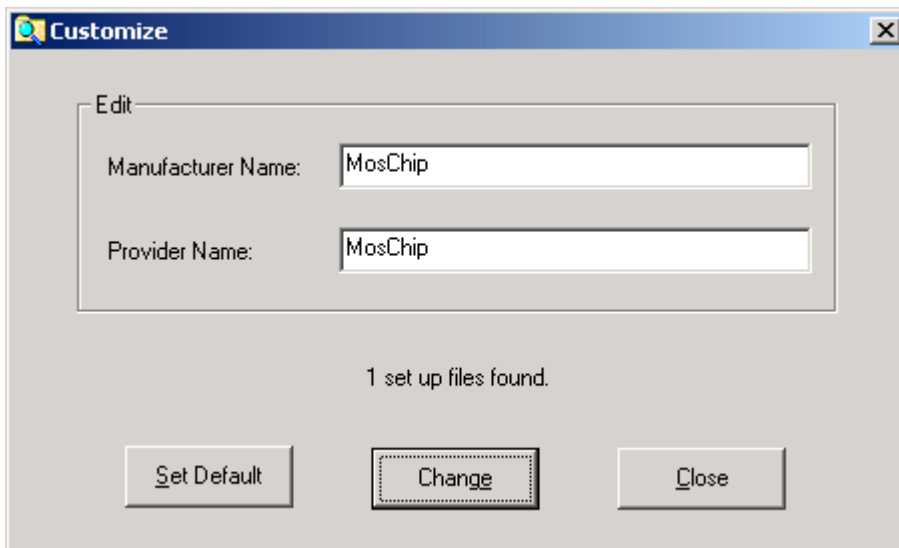 Customize
Edit
Manufacturer Name: MosChip
Provider Name: MosChip
1 set up files found.
Set Default Change Close